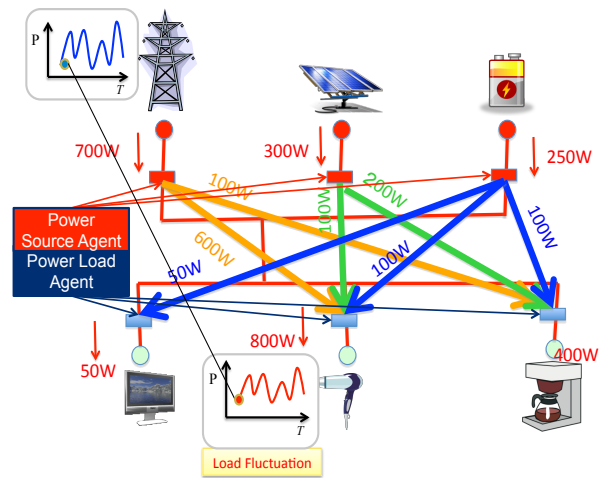 P
T
700W
300W
250W
100W
200W
100W
100W
600W
100W
50W
Power
Source Agent
Power Load
Agent
50W
800W
400W
P
T
Load Fluctuation